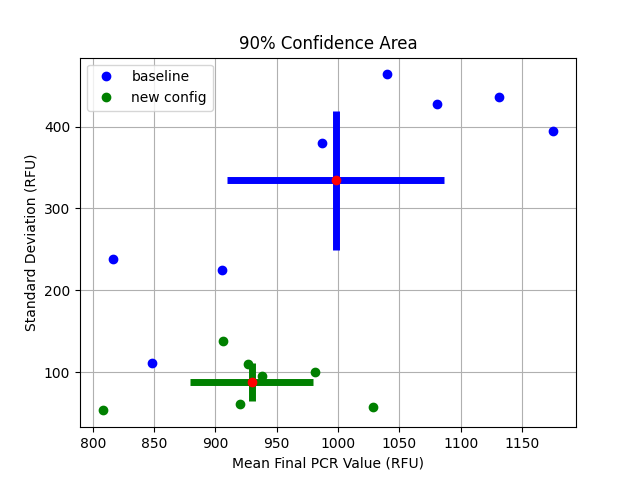 90% Confidence Area
baseline
new config
Standard Deviation (RFU)
400
300
200
100
800
850
900
950
1000
1050
1100
1150
Mean Final PCR Value (RFU)